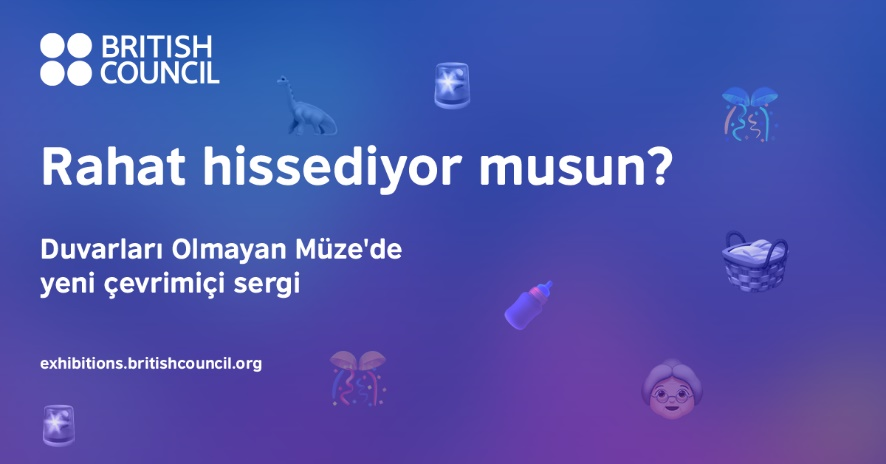 BRITISH
COUNCIL
Rahat hissediyor musun?
Duvarları Olmayan Müze'de
yeni çevrimiçi sergi
exhibitions.britishcouncil.org